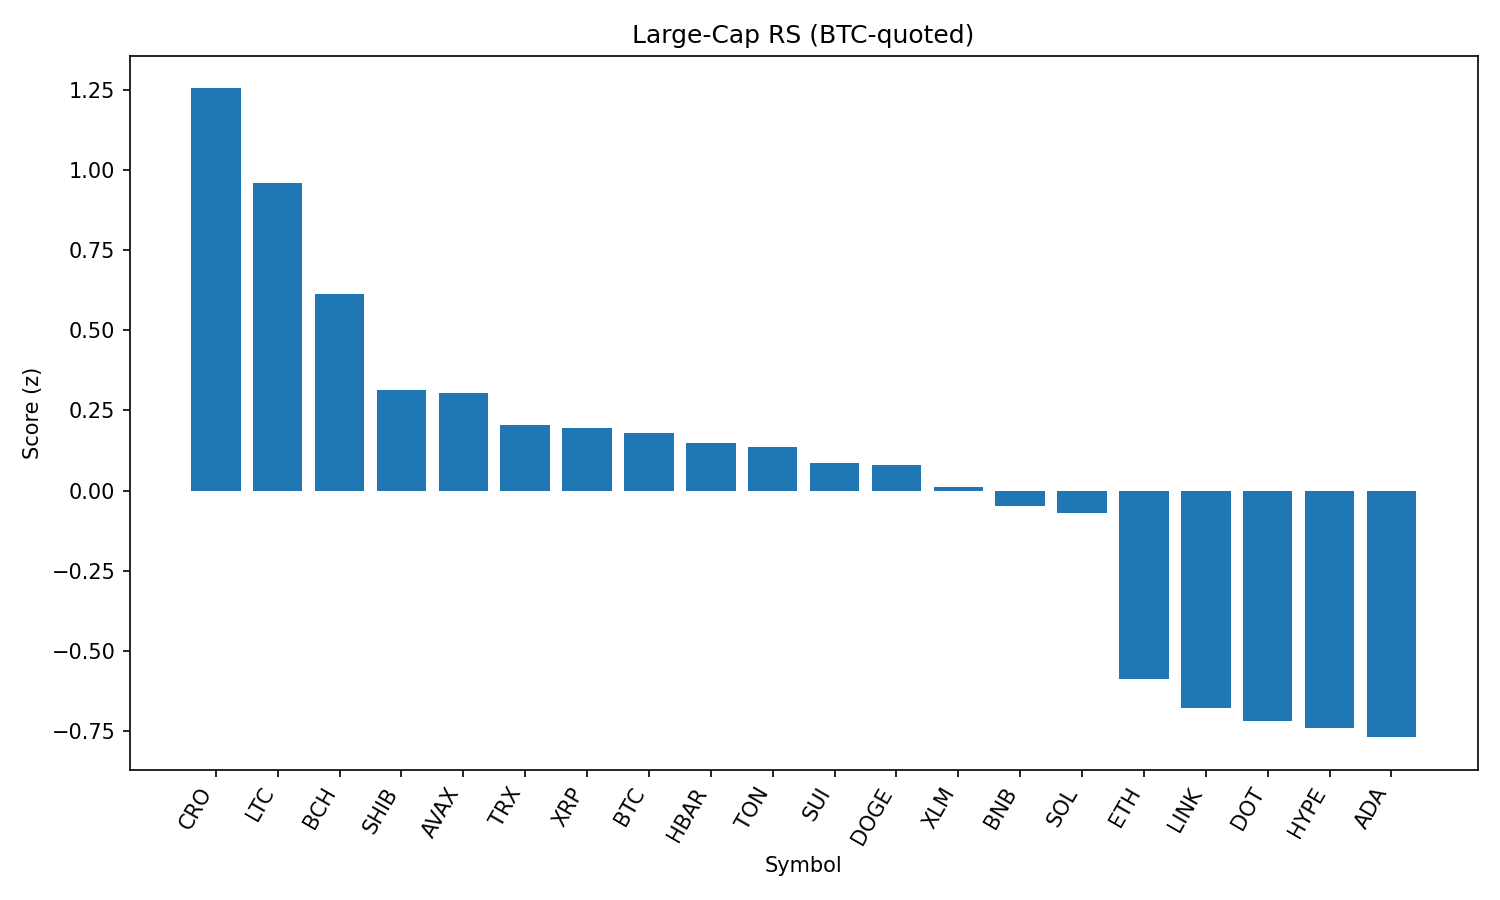 Large-Cap RS (BTC-quoted)
Score (z)
1.25
1.00
0.75
0.50
0.25
0.00
−0.25
−0.50
−0.75
CRO
LTC
BCH
SHIB
AVAX
TRX
XRP
BTC
HBAR
TON
SUI
DOGE
XLM
BNB
SOL
ETH
LINK
DOT
HYPE
ADA
Symbol